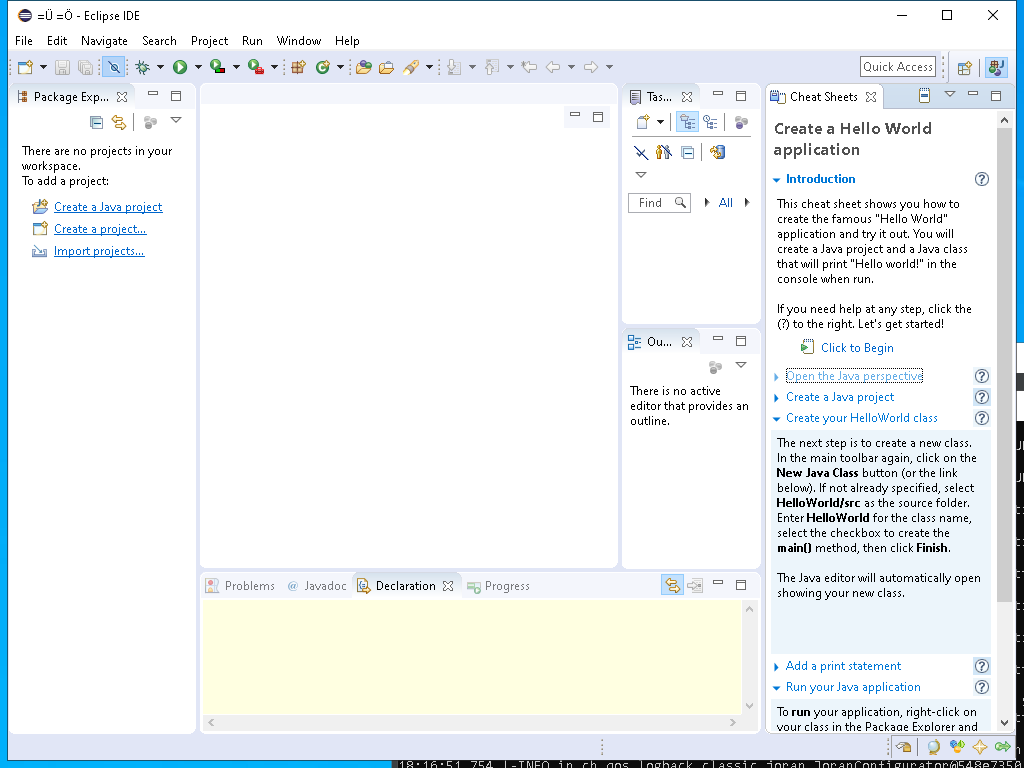 =Ü =Ö - Eclipse IDE
File Edit Navigate Search Project Run Window Help
Quick Access
Package Exp...
There are no projects in your
workspace.
To add a project:
Create a Java project
Create a project...
Import projects...
Tas...
Find
All
Ou...
There is no active
editor that provides an
outline.
Problems
@ Javadoc
Declaration
Progress
Cheat Sheets
Create a Hello World
application
Introduction
This cheat sheet shows you how to
create the famous "Hello World"
application and try it out. You will
create a Java project and a Java class
that will print "Hello world!" in the
console when run.
If you need help at any step, click the
(?) to the right. Let's get started!
Click to Begin
Open the Java perspective
Create a Java project
Create your HelloWorld class
The next step is to create a new class.
In the main toolbar again, click on the
New Java Class button (or the link
below). If not already specified, select
HelloWorld/src as the source folder.
Enter HelloWorld for the class name,
select the checkbox to create the
main() method, then click Finish.
The Java editor will automatically open
showing your new class.
Add a print statement
Run your Java application
To run your application, right-click on
your class in the Package Explorer and
18:16:51,754 |-INFO in ch.qos.logback.classic.joran.JoranConfigurator@548e7350